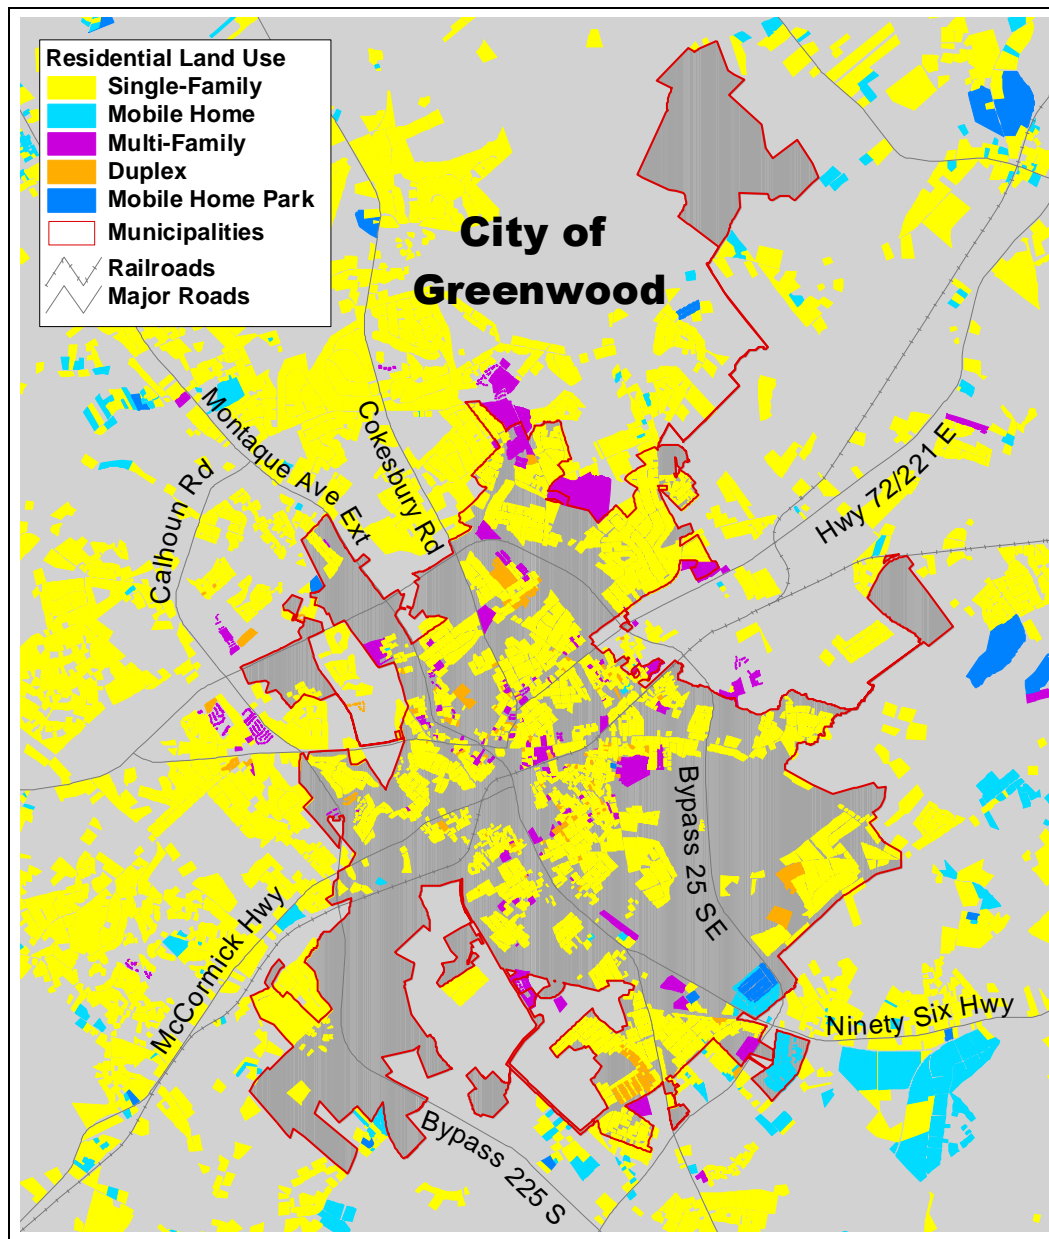 Residential Land Use
Single-Family
Mobile Home
Multi-Family
Duplex
Mobile Home Park
Municipalities
Railroads
Major Roads
City of
Greenwood
Montaque Ave Ext
Cokesbury Rd
Calhoun Rd
Hwy 72/221 E
Bypass 25 SE
McCormick Hwy
Ninety Six Hwy
Bypass 225 S